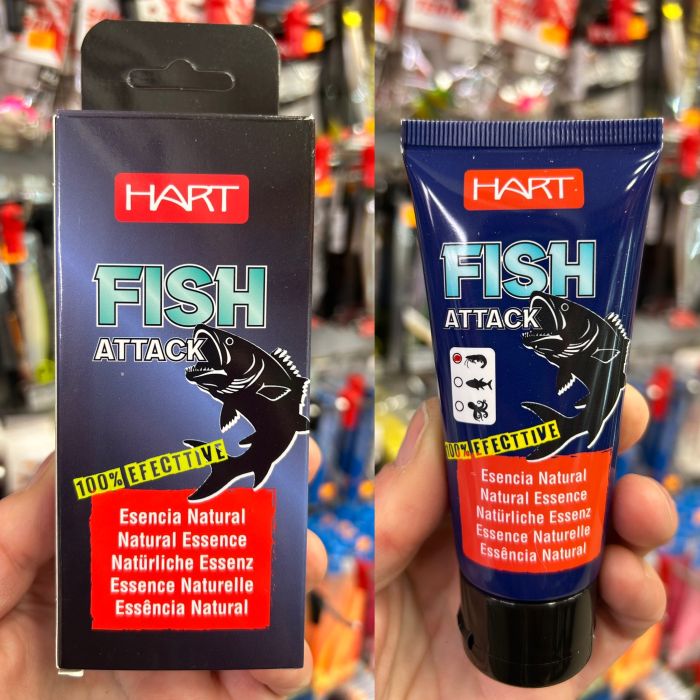 HART
FISH
ATTACK
100% EFECTTIVE
Esencia Natural
Natural Essence
Natürliche Essenz
Essence Naturelle
Essência Natural
HART
FISH
ATTACK
100% EFECTTIVE
Esencia Natural
Natural Essence
Natürliche Essenz
Essence Naturelle
Essência Natural